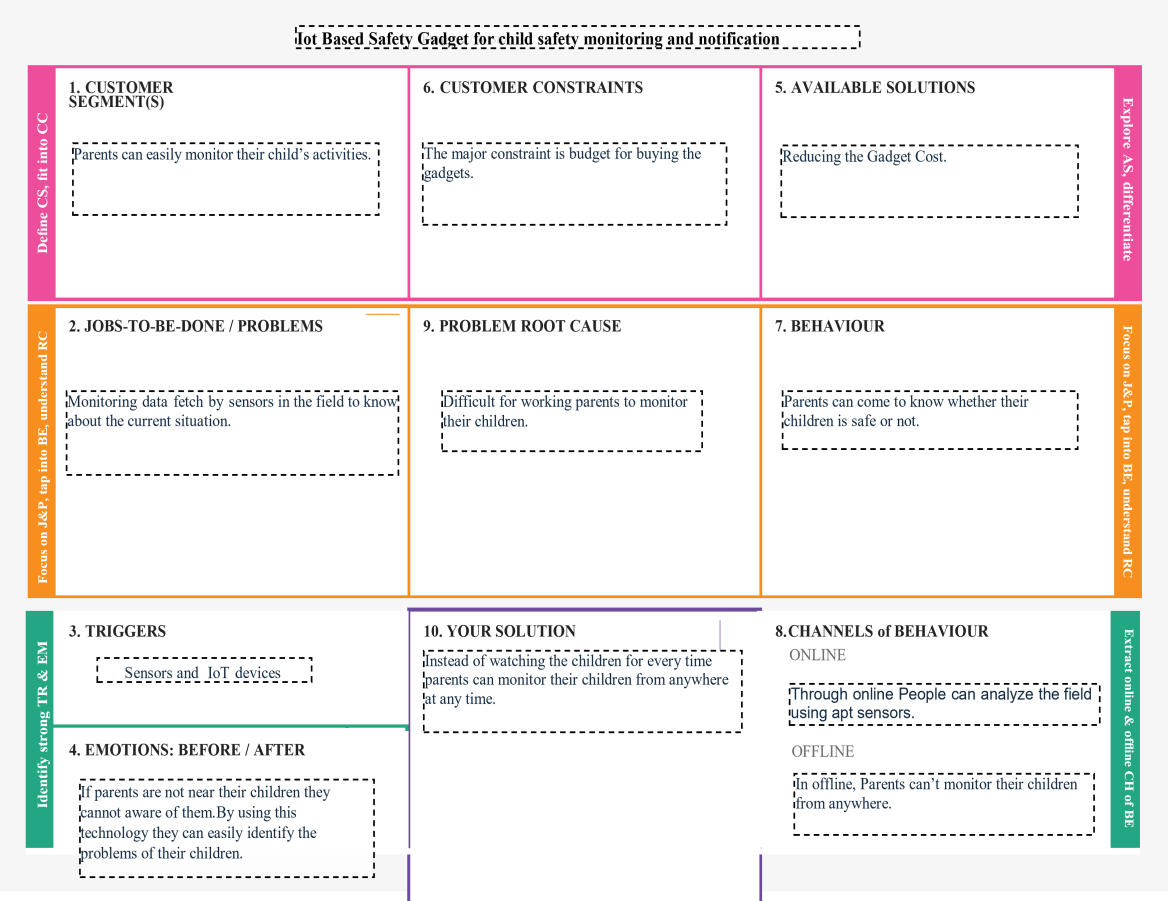 Iot Based Safety Gadget for child safety monitoring and notification
Define CS, fit into CC
1. CUSTOMER
SEGMENT(S)
Parents can easily monitor their child’s activities.
6. CUSTOMER CONSTRAINTS
The major constraint is budget for buying the
gadgets.
5. AVAILABLE SOLUTIONS
Reducing the Gadget Cost.
Explore AS, differentiate
Focus on J&P, tap into BE, understand RC
2. JOBS-TO-BE-DONE / PROBLEMS
Monitoring data fetch by sensors in the field to know
about the current situation.
9. PROBLEM ROOT CAUSE
Difficult for working parents to monitor
their children.
7. BEHAVIOUR
Parents can come to know whether their
children is safe or not.
Focus on J&P, tap into BE, understand RC
Identify strong TR & EM
3. TRIGGERS
Sensors and IoT devices
4. EMOTIONS: BEFORE / AFTER
If parents are not near their children they
cannot aware of them.By using this
technology they can easily identify the
problems of their children.
10. YOUR SOLUTION
Instead of watching the children for every time
parents can monitor their children from anywhere
at any time.
8.CHANNELS of BEHAVIOUR
ONLINE
Through online People can analyze the field
using apt sensors.
OFFLINE
In offline, Parents can’t monitor their children
from anywhere.
Extract online & offline CH of BE